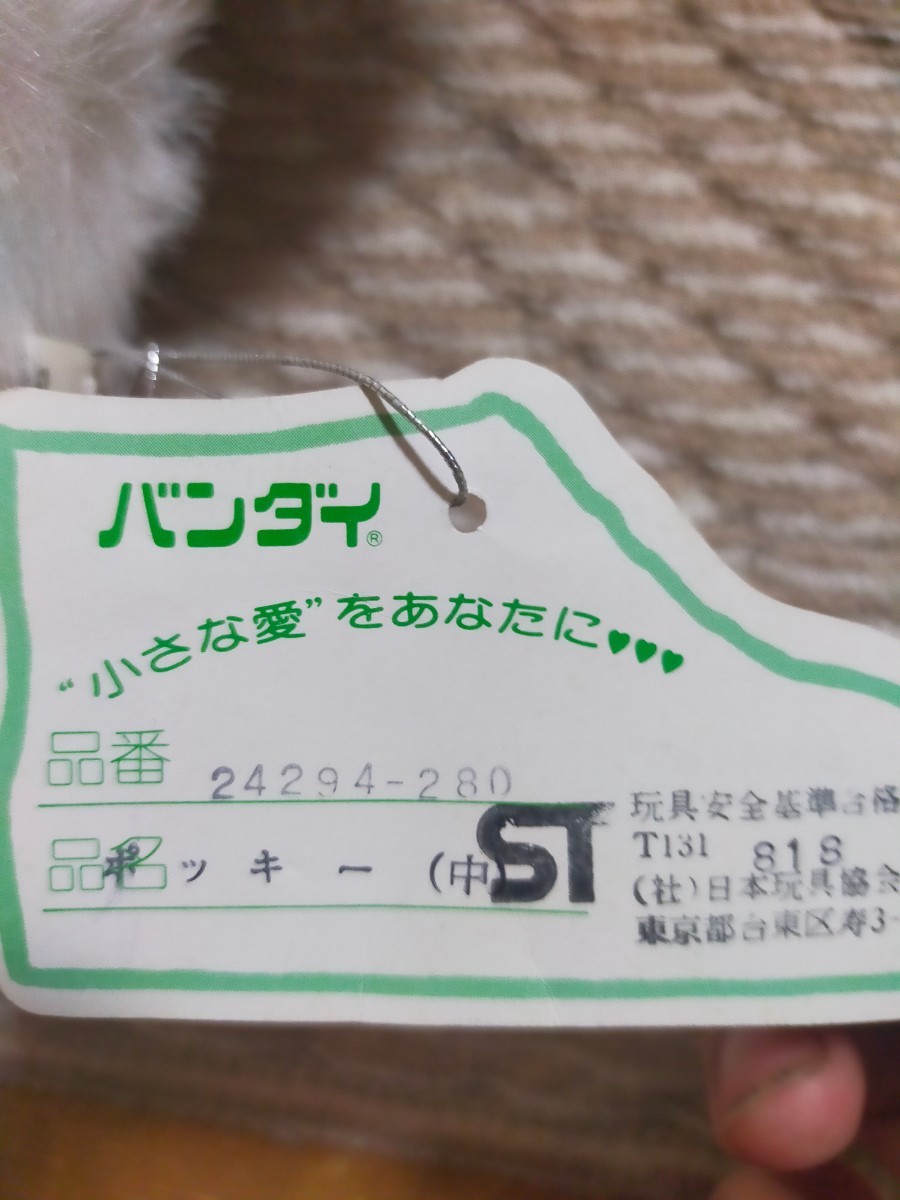 バンダイ®
“小さな愛”をあなたに♥♥♥
品番 24294-280
品名 ポッキー (中)
ST
玩具安全基準合格
T131 818
(社)日本玩具協会
東京都台東区寿3-